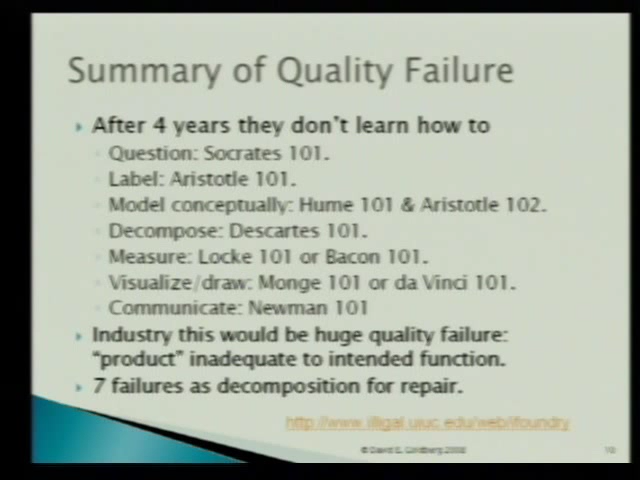 Summary of Quality Failure
After 4 years they don't learn how to
Question: Socrates 101.
Label: Aristotle 101.
Model conceptually: Hume 101 & Aristotle 102.
Decompose: Descartes 101.
Measure: Locke 101 or Bacon 101.
Visualize/draw: Monge 101 or da Vinci 101.
Communicate: Newman 101
Industry this would be huge quality failure:
“product” inadequate to intended function.
7 failures as decomposition for repair.
http://www.illigal.uiuc.edu/web/ifoundry
© David E. Goldberg 2008